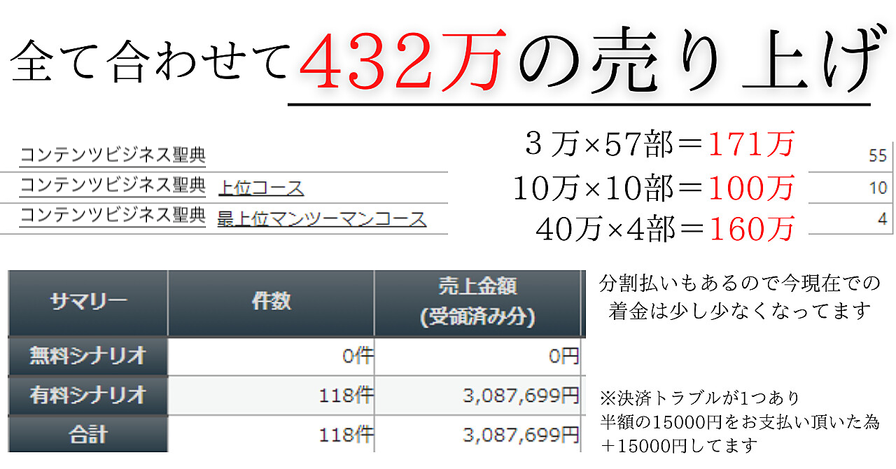 全て合わせて432万の売り上げ
コンテンツビジネス聖典
3万×57部＝171万
55
コンテンツビジネス聖典 上位コース
10万×10部＝100万
10
コンテンツビジネス聖典 最上位マンツーマンコース
40万×4部＝160万
4
サマリー 件数 売上金額
(受領済み分)
無料シナリオ 0件 0円
有料シナリオ 118件 3,087,699円
合計 118件 3,087,699円
分割払いもあるので今現在での
着金は少し少なくなってます
※決済トラブルが1つあり
半額の15000円をお支払い頂いた為
＋15000円してます